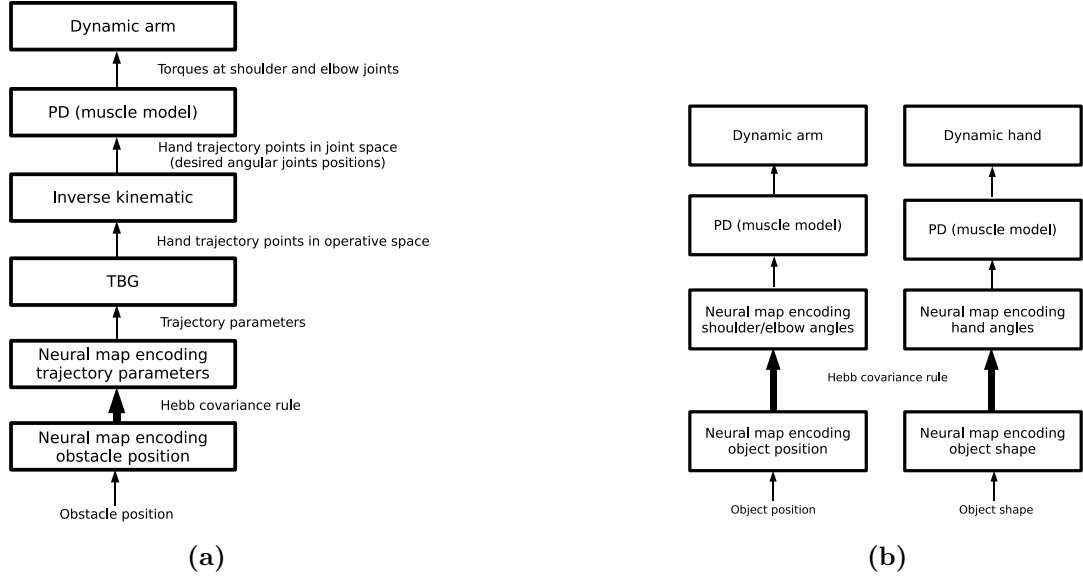 Dynamic arm
Torques at shoulder and elbow joints
PD (muscle model)
Hand trajectory points in joint space
(desired angular joints positions)
Inverse kinematic
Hand trajectory points in operative space
TBG
Trajectory parameters
Neural map encoding
trajectory parameters
Hebb covariance rule
Neural map encoding
obstacle position
Obstacle position
(a)
Dynamic arm
Dynamic hand
PD (muscle model)
PD (muscle model)
Neural map encoding
shoulder/elbow angles
Neural map encoding
hand angles
Hebb covariance rule
Neural map encoding
object position
Neural map encoding
object shape
Object position
Object shape
(b)